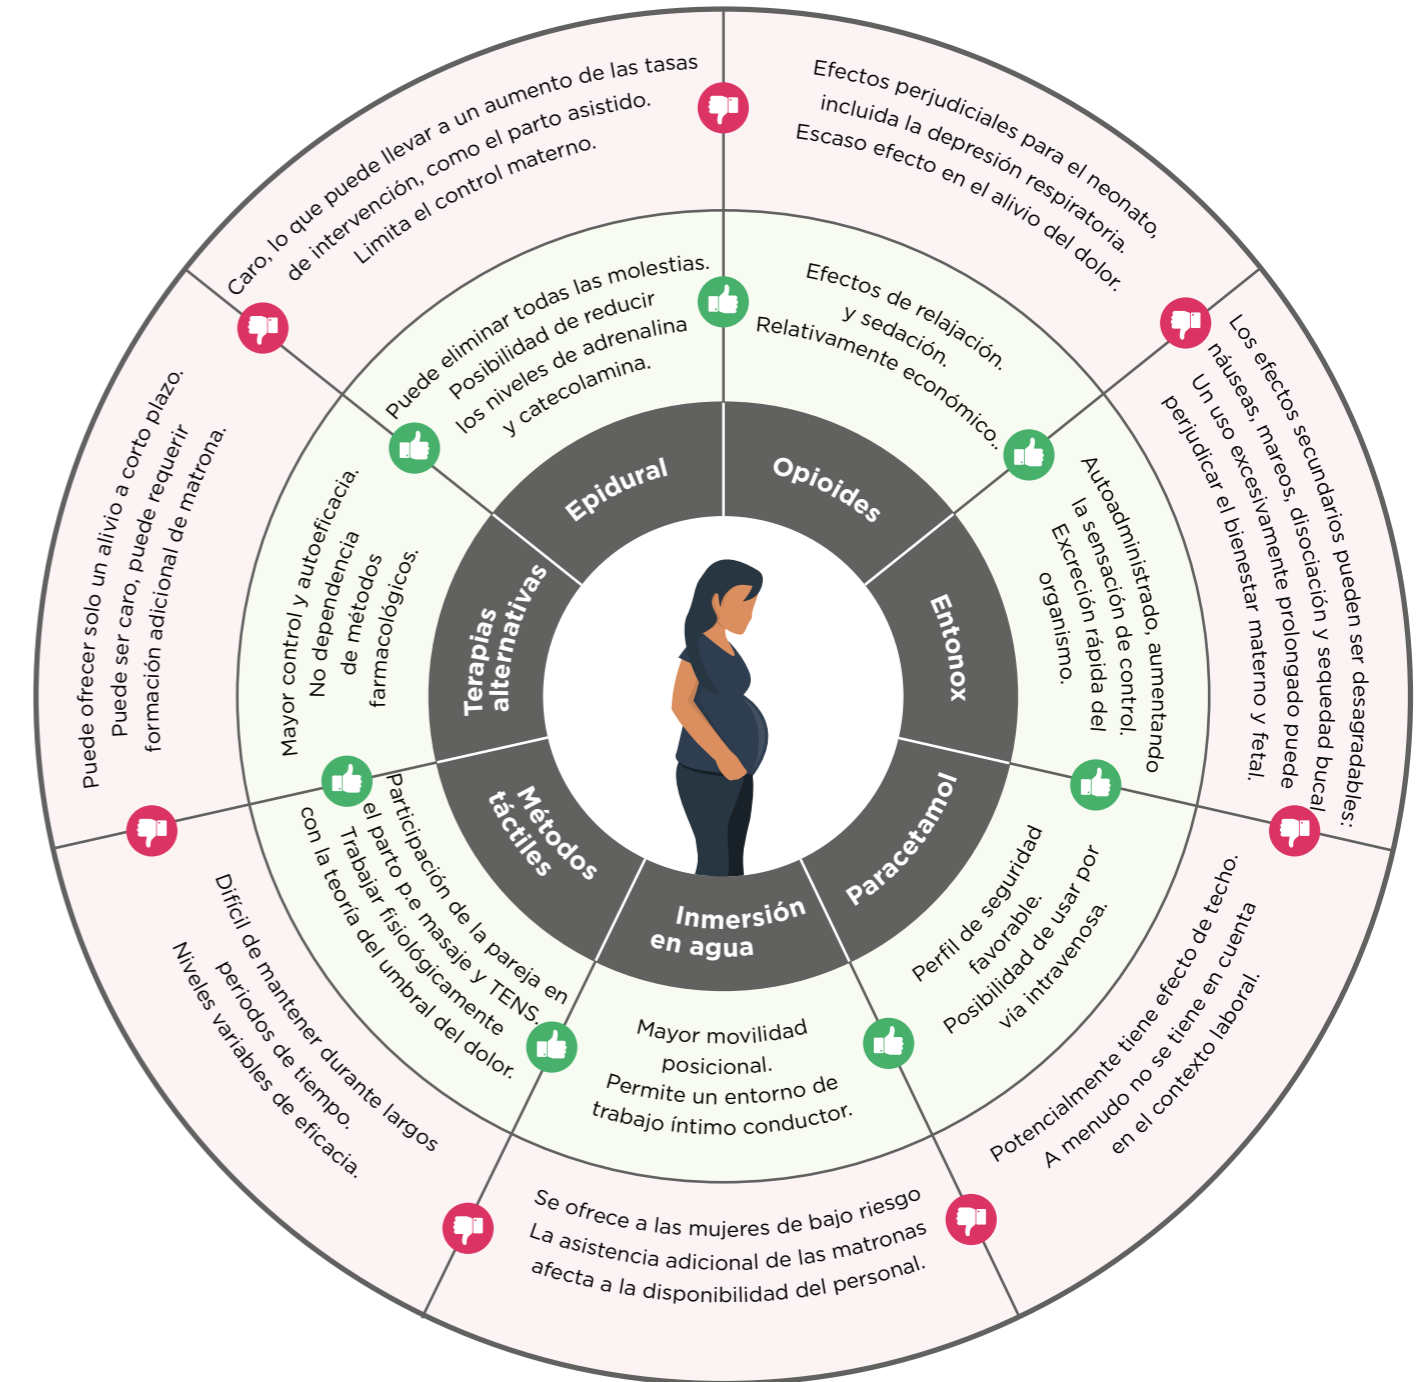 Epidural
Puede eliminar todas las molestias.
Posibilidad de reducir
los niveles de adrenalina
y catecolamina.
Caro, lo que puede llevar a un aumento de las tasas
de intervención, como el parto asistido.
Limita el control materno.
Opioides
Efectos de relajación.
y sedación.
Relativamente económico..
Efectos perjudiciales para el neonato,
incluida la depresión respiratoria.
Escaso efecto en el alivio del dolor.
Entonox
Autoadministrado, aumentando
la sensación de control.
Excreción rápida del
organismo.
Los efectos secundarios pueden ser desagradables:
náuseas, mareos, disociación y sequedad bucal
Un uso excesivamente prolongado puede
perjudicar el bienestar materno y fetal.
Paracetamol
Perfil de seguridad
favorable.
Posibilidad de usar por
vía intravenosa.
Potencialmente tiene efecto de techo.
A menudo no se tiene en cuenta
en el contexto laboral.
Inmersión
en agua
Mayor movilidad
posicional.
Permite un entorno de
trabajo íntimo conductor.
Se ofrece a las mujeres de bajo riesgo
La asistencia adicional de las matronas
afecta a la disponibilidad del personal.
Métodos
táctiles
Participación de la pareja en
el parto p.e masaje y TENS.
Trabajar fisiológicamente
con la teoría del umbral del dolor.
Difícil de mantener durante largos
periodos de tiempo.
Niveles variables de eficacia.
Terapias
alternativas
Mayor control y autoeficacia.
No dependencia
de métodos
farmacológicos.
Puede ofrecer solo un alivio a corto plazo.
Puede ser caro, puede requerir
formación adicional de matrona.